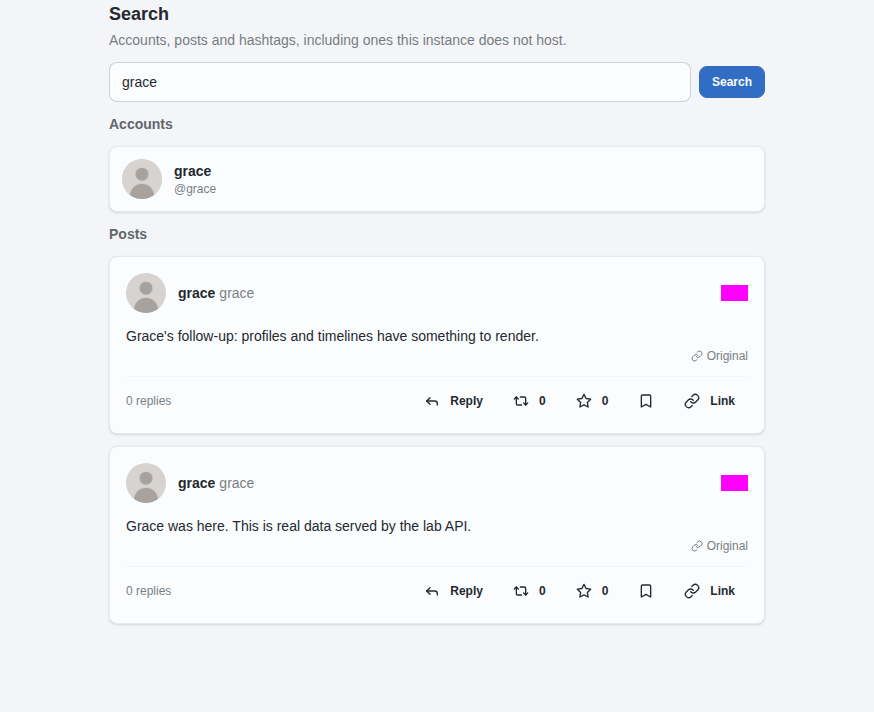 Search
Accounts, posts and hashtags, including ones this instance does not host.
grace Search
Accounts
grace
@grace
Posts
grace grace
Grace's follow-up: profiles and timelines have something to render.
Original
0 replies Reply 0 0 Link
grace grace
Grace was here. This is real data served by the lab API.
Original
0 replies Reply 0 0 Link